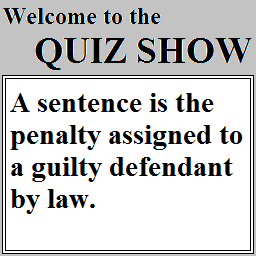 Welcome to the
QUIZ SHOW
A sentence is the
penalty assigned to
a guilty defendant
by law.